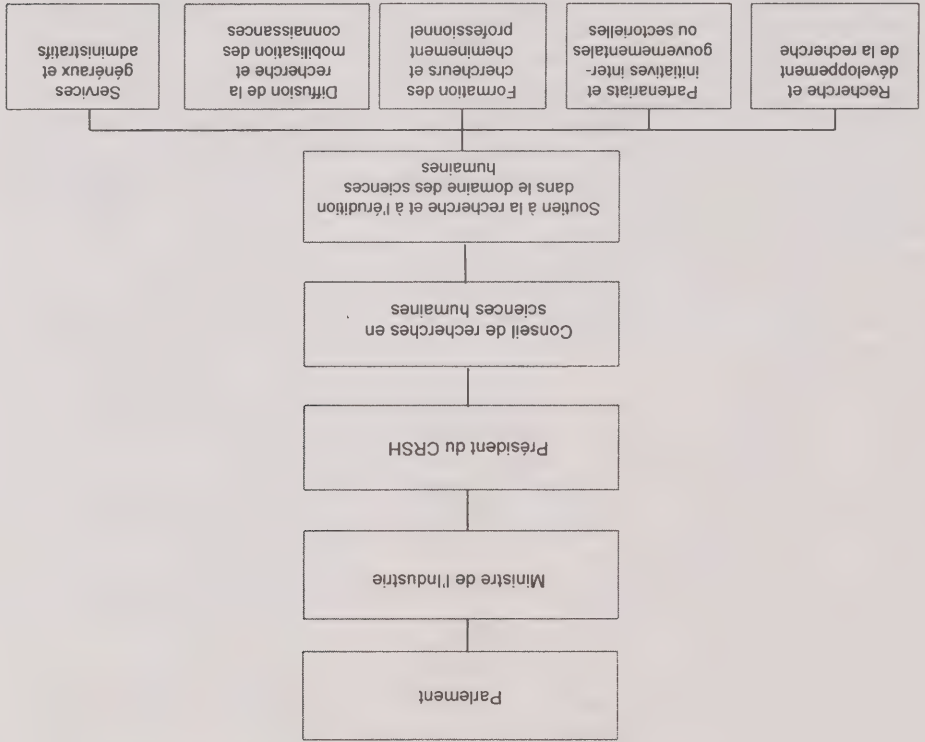 Parlement
Ministre de l'Industrie
Président du CRSH
Conseil de recherches en
sciences humaines
Soutien à la recherche et à l'érudition
dans le domaine des sciences
humaines
Recherche et
développement
de la recherche
Partenariats et
initiatives inter-
gouvernementales
ou sectorielles
Formation des
chercheurs et
cheminement
professionnel
Diffusion de la
recherche et
mobilisation des
connaissances
Services
généraux et
administratifs